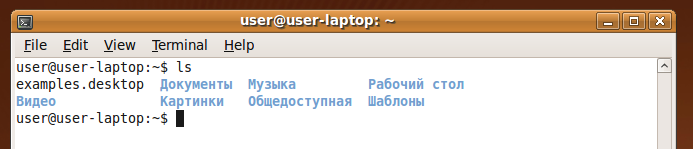 user@user-laptop: ~
File Edit View Terminal Help
user@user-laptop:~$ ls
examples.desktop Документы Музыка Рабочий стол
Видео Картинки Общедоступная Шаблоны
user@user-laptop:~$